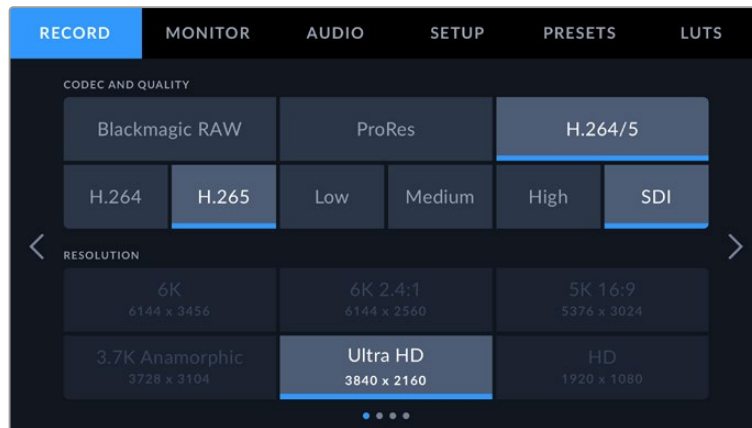 RECORD MONITOR AUDIO SETUP PRESETS LUTS
CODEC AND QUALITY
Blackmagic RAW ProRes H.264/5
H.264 H.265 Low Medium High SDI
RESOLUTION
6K 6K 2.4:1 5K 16:9
6144 x 3456 6144 x 2560 5376 x 3024
3.7K Anamorphic Ultra HD HD
3728 x 3104 3840 x 2160 1920 x 1080